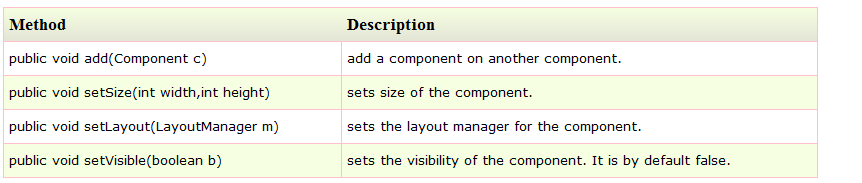 Method Description
public void add(Component c) add a component on another component.
public void setSize(int width,int height) sets size of the component.
public void setLayout(LayoutManager m) sets the layout manager for the component.
public void setVisible(boolean b) sets the visibility of the component. It is by default false.